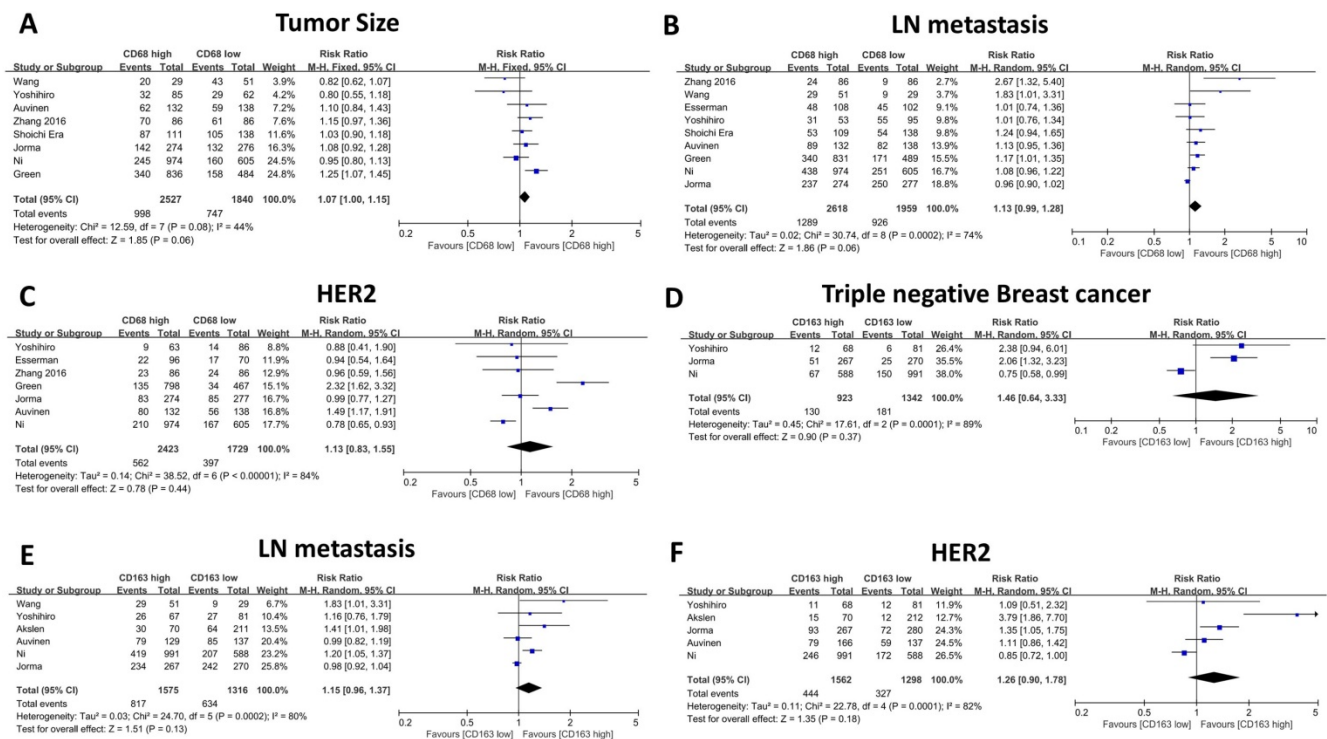 A
Tumor Size
CD68 high CD68 low Risk Ratio Risk Ratio
Study or Subgroup Events Total Events Total Weight M-H. Fixed, 95% CI M-H. Fixed, 95% CI
Wang 20 29 43 51 3.9% 0.82 [0.62, 1.07]
Yoshihiro 32 85 29 62 4.8% 0.80 [0.55, 1.18]
Auvinen 62 132 59 138 7.2% 1.10 [0.84, 1.43]
Zhang 2016 70 86 61 86 7.7% 1.15 [0.97, 1.36]
Shoichi Era 87 111 105 138 11.6% 1.03 [0.90, 1.18]
Jorma 142 274 132 276 16.3% 1.08 [0.92, 1.28]
Ni 245 974 160 605 24.5% 0.95 [0.80, 1.13]
Green 340 836 158 484 24.8% 1.25 [1.07, 1.45]
Total (95% CI) 2527 1840 100.0% 1.07 [1.00, 1.15]
Total events 998 747
Heterogeneity: Chi² = 12.59, df = 7 (P = 0.08); I² = 44%
Test for overall effect: Z = 1.85 (P = 0.06)
0.2 0.5 1 2 5
Favours [CD68 low] Favours [CD68 high]
B
LN metastasis
CD68 high CD68 low Risk Ratio Risk Ratio
Study or Subgroup Events Total Events Total Weight M-H. Random, 95% CI M-H. Random, 95% CI
Zhang 2016 24 86 9 86 2.7% 2.67 [1.32, 5.40]
Wang 29 51 9 29 3.7% 1.83 [1.01, 3.31]
Esserman 48 108 45 102 8.9% 1.01 [0.74, 1.36]
Yoshihiro 31 53 55 95 9.8% 1.01 [0.76, 1.34]
Shoichi Era 53 109 54 138 9.8% 1.24 [0.94, 1.65]
Auvinen 89 132 82 138 14.5% 1.13 [0.95, 1.36]
Green 340 831 171 489 15.5% 1.17 [1.01, 1.35]
Ni 438 974 251 605 16.5% 1.08 [0.96, 1.22]
Jorma 237 274 250 277 18.8% 0.96 [0.90, 1.02]
Total (95% CI) 2618 1959 100.0% 1.13 [0.99, 1.28]
Total events 1289 926
Heterogeneity: Tau² = 0.02; Chi² = 30.74, df = 8 (P = 0.0002); I² = 74%
Test for overall effect: Z = 1.86 (P = 0.06)
0.1 0.2 0.5 1 2 5 10
Favours [CD68 low] Favours [CD68 high]
C
HER2
CD68 high CD68 low Risk Ratio Risk Ratio
Study or Subgroup Events Total Events Total Weight M-H. Random, 95% CI M-H. Random, 95% CI
Yoshihiro 9 63 14 86 8.8% 0.88 [0.41, 1.90]
Esserman 22 96 17 70 11.9% 0.94 [0.54, 1.64]
Zhang 2016 23 86 24 86 12.9% 0.96 [0.59, 1.56]
Green 135 798 34 467 15.0% 2.32 [1.62, 3.32]
Jorma 83 274 85 277 16.7% 0.99 [0.77, 1.27]
Auvinen 80 132 56 138 16.8% 1.49 [1.17, 1.91]
Ni 210 974 167 605 17.7% 0.78 [0.65, 0.93]
Total (95% CI) 2423 1729 100.0% 1.13 [0.83, 1.55]
Total events 562 397
Heterogeneity: Tau² = 0.14; Chi² = 38.52, df = 6 (P < 0.00001); I² = 84%
Test for overall effect: Z = 0.78 (P = 0.44)
0.2 0.5 1 2 5
Favours [CD68 low] Favours [CD68 high]
D
Triple negative Breast cancer
CD163 high CD163 low Risk Ratio Risk Ratio
Study or Subgroup Events Total Events Total Weight M-H. Random, 95% CI M-H. Random, 95% CI
Yoshihiro 12 68 6 81 26.4% 2.38 [0.94, 6.01]
Jorma 51 267 25 270 35.5% 2.06 [1.32, 3.23]
Ni 67 588 150 991 38.0% 0.75 [0.58, 0.99]
Total (95% CI) 923 1342 100.0% 1.46 [0.64, 3.33]
Total events 130 181
Heterogeneity: Tau² = 0.45; Chi² = 17.61, df = 2 (P = 0.0001); I² = 89%
Test for overall effect: Z = 0.90 (P = 0.37)
0.1 0.2 0.5 1 2 5 10
Favours [CD163 low] Favours [CD163 high]
E
LN metastasis
CD163 high CD163 low Risk Ratio Risk Ratio
Study or Subgroup Events Total Events Total Weight M-H. Random, 95% CI M-H. Random, 95% CI
Wang 29 51 9 29 6.7% 1.83 [1.01, 3.31]
Yoshihiro 26 67 27 81 10.4% 1.16 [0.76, 1.79]
Akslen 30 70 64 211 13.5% 1.41 [1.01, 1.98]
Auvinen 79 129 85 137 20.4% 0.99 [0.82, 1.19]
Ni 419 991 207 588 23.2% 1.20 [1.05, 1.37]
Jorma 234 267 242 270 25.8% 0.98 [0.92, 1.04]
Total (95% CI) 1575 1316 100.0% 1.15 [0.96, 1.37]
Total events 817 634
Heterogeneity: Tau² = 0.03; Chi² = 24.70, df = 5 (P = 0.0002); I² = 80%
Test for overall effect: Z = 1.51 (P = 0.13)
0.2 0.5 1 2 5
Favours [CD163 low] Favours [CD163 high]
F
HER2
CD163 high CD163 low Risk Ratio Risk Ratio
Study or Subgroup Events Total Events Total Weight M-H. Random, 95% CI M-H. Random, 95% CI
Yoshihiro 11 68 12 81 11.9% 1.09 [0.51, 2.32]
Akslen 15 70 12 212 12.7% 3.79 [1.86, 7.70]
Jorma 93 267 72 280 24.3% 1.35 [1.05, 1.75]
Auvinen 79 166 59 137 24.5% 1.11 [0.86, 1.42]
Ni 246 991 172 588 26.5% 0.85 [0.72, 1.00]
Total (95% CI) 1562 1298 100.0% 1.26 [0.90, 1.78]
Total events 444 327
Heterogeneity: Tau² = 0.11; Chi² = 22.78, df = 4 (P = 0.0001); I² = 82%
Test for overall effect: Z = 1.35 (P = 0.18)
0.2 0.5 1 2 5
Favours [CD163 low] Favours [CD163 high]